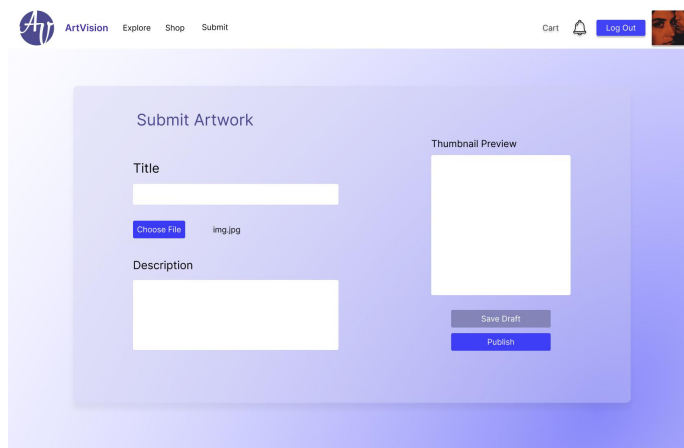 Av
ArtVision
Explore
Shop
Submit
Cart
Log Out
Submit Artwork
Title
Choose File
img.jpg
Description
Thumbnail Preview
Save Draft
Publish